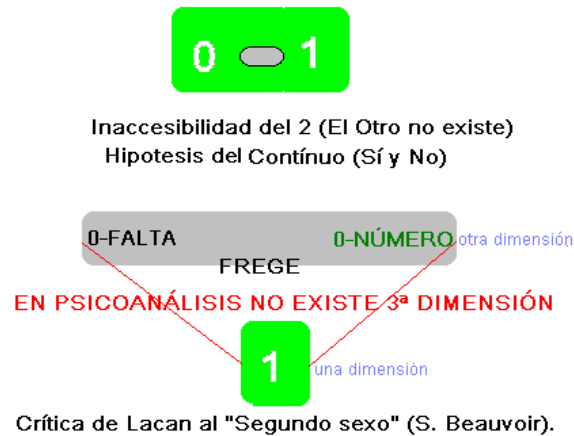 0 1
Inaccesibilidad del 2 (El Otro no existe)
Hipotesis del Contínuo (Sí y No)
0-FALTA 0-NÚMERO otra dimensión
FREGE
EN PSICOANÁLISIS NO EXISTE 3ª DIMENSIÓN
1 una dimensión
Crítica de Lacan al "Segundo sexo" (S. Beauvoir).